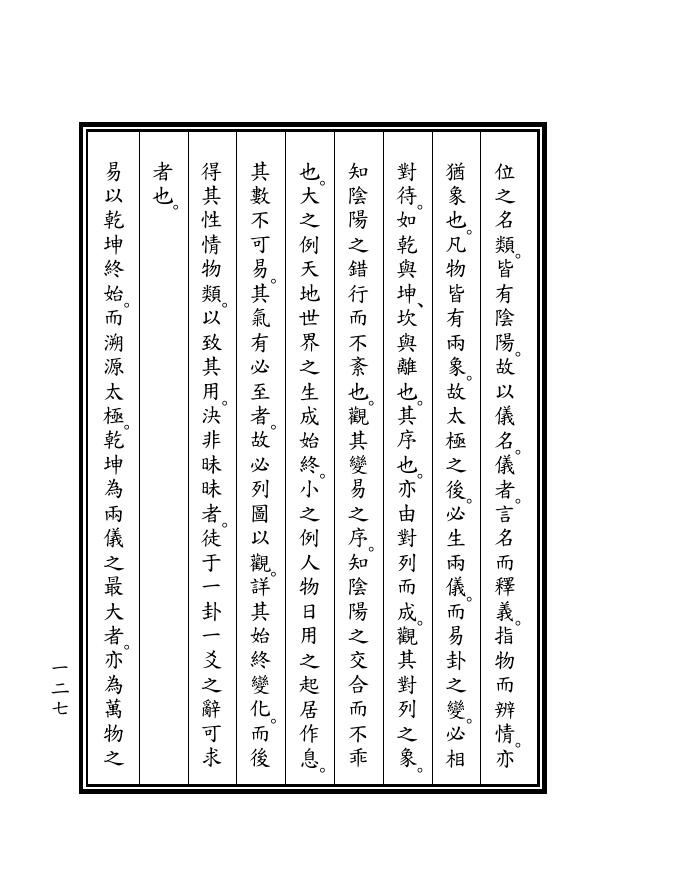 位之名類。皆有陰陽。故以儀名。儀者。言名而釋義。指物而辨情。亦
猶象也。凡物皆有兩象。故太極之後。必生兩儀。而易卦之變。必相
對待。如乾與坤、坎與離也。其序也。亦由對列而成。觀其對列之象。
知陰陽之錯行而不紊也。觀其變易之序。知陰陽之交合而不乖
也。大之例天地世界之生成始終。小之例人物日用之起居作息。
其數不可易。其氣有必至者。故必列圖以觀。詳其始終變化。而後
得其性情物類。以致其用。決非昧昧者。徒于一卦一爻之辭可求
者也。
易以乾坤終始。而溯源太極。乾坤為兩儀之最大者。亦為萬物之
一二七